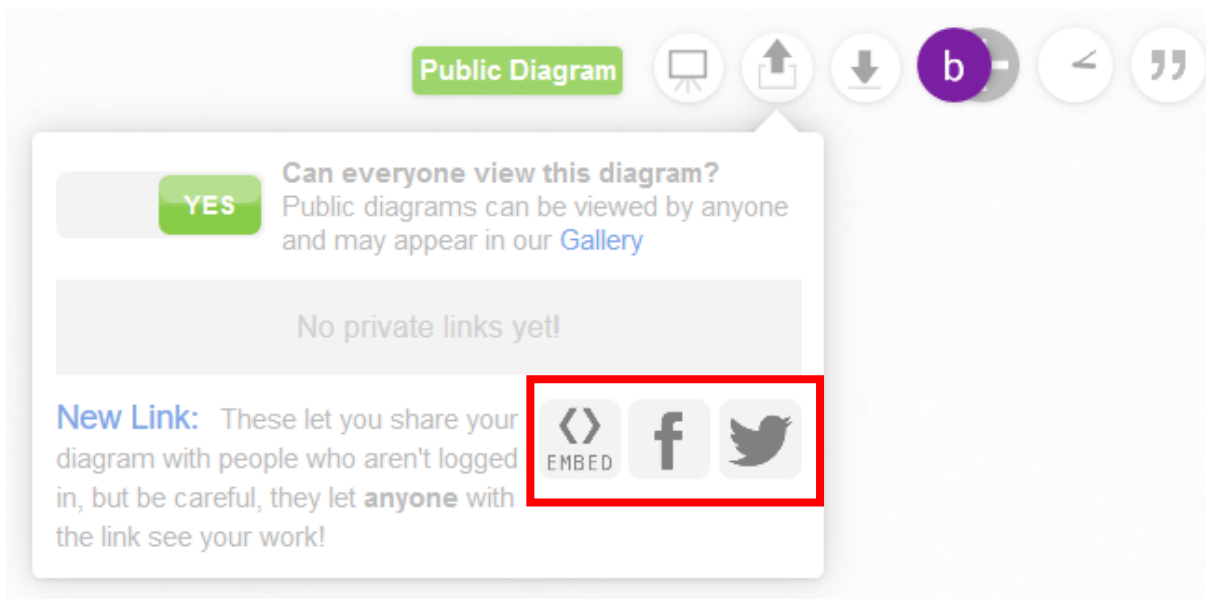 Public Diagram
b
YES
Can everyone view this diagram?
Public diagrams can be viewed by anyone
and may appear in our Gallery
No private links yet!
New Link: These let you share your
diagram with people who aren't logged
in, but be careful, they let anyone with
the link see your work!
EMBED